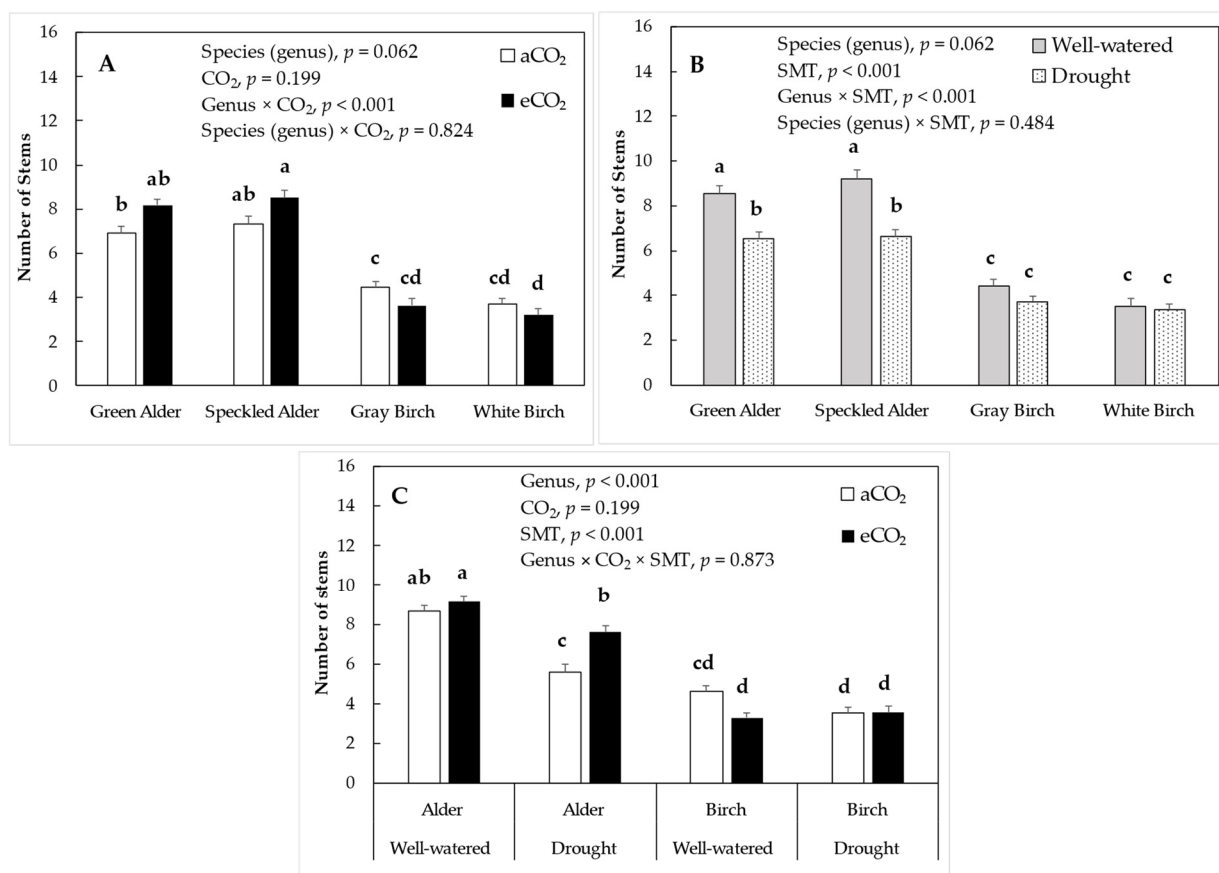 A
Species (genus), p = 0.062
CO₂, p = 0.199
Genus × CO₂, p < 0.001
Species (genus) × CO₂, p = 0.824
aCO₂
eCO₂
Number of Stems
16
14
12
10
8
6
4
2
0
b
ab
ab
a
c
cd
cd
d
Green Alder
Speckled Alder
Gray Birch
White Birch
B
Species (genus), p = 0.062
SMT, p < 0.001
Genus × SMT, p < 0.001
Species (genus) × SMT, p = 0.484
Well-watered
Drought
Number of Stems
16
14
12
10
8
6
4
2
0
a
b
a
b
c
c
c
c
Green Alder
Speckled Alder
Gray Birch
White Birch
C
Genus, p < 0.001
CO₂, p = 0.199
SMT, p < 0.001
Genus × CO₂ × SMT, p = 0.873
aCO₂
eCO₂
Number of stems
16
14
12
10
8
6
4
2
0
ab
a
c
b
cd
d
d
d
Alder
Alder
Birch
Birch
Well-watered
Drought
Well-watered
Drought